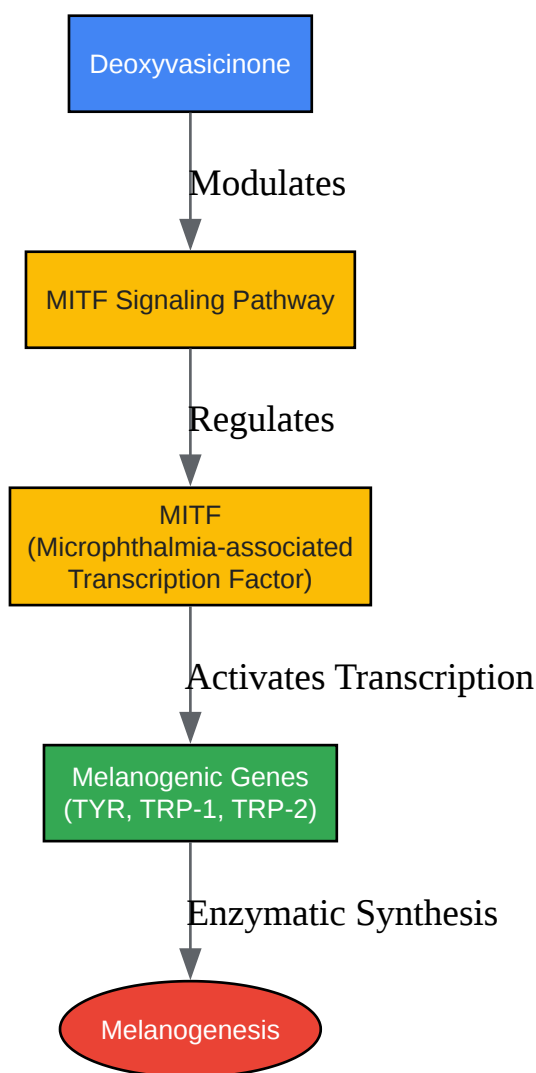 Deoxyvasicinone
Modulates
MITF Signaling Pathway
Regulates
MITF
(Microphthalmia-associated
Transcription Factor)
Activates Transcription
Melanogenic Genes
(TYR, TRP-1, TRP-2)
Enzymatic Synthesis
Melanogenesis